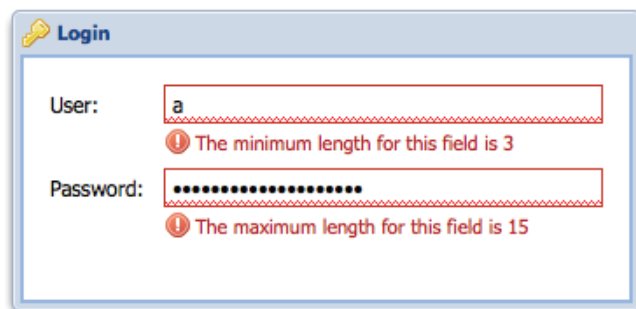 Login
User: a
The minimum length for this field is 3
Password: ••••••••••••••••••••
The maximum length for this field is 15